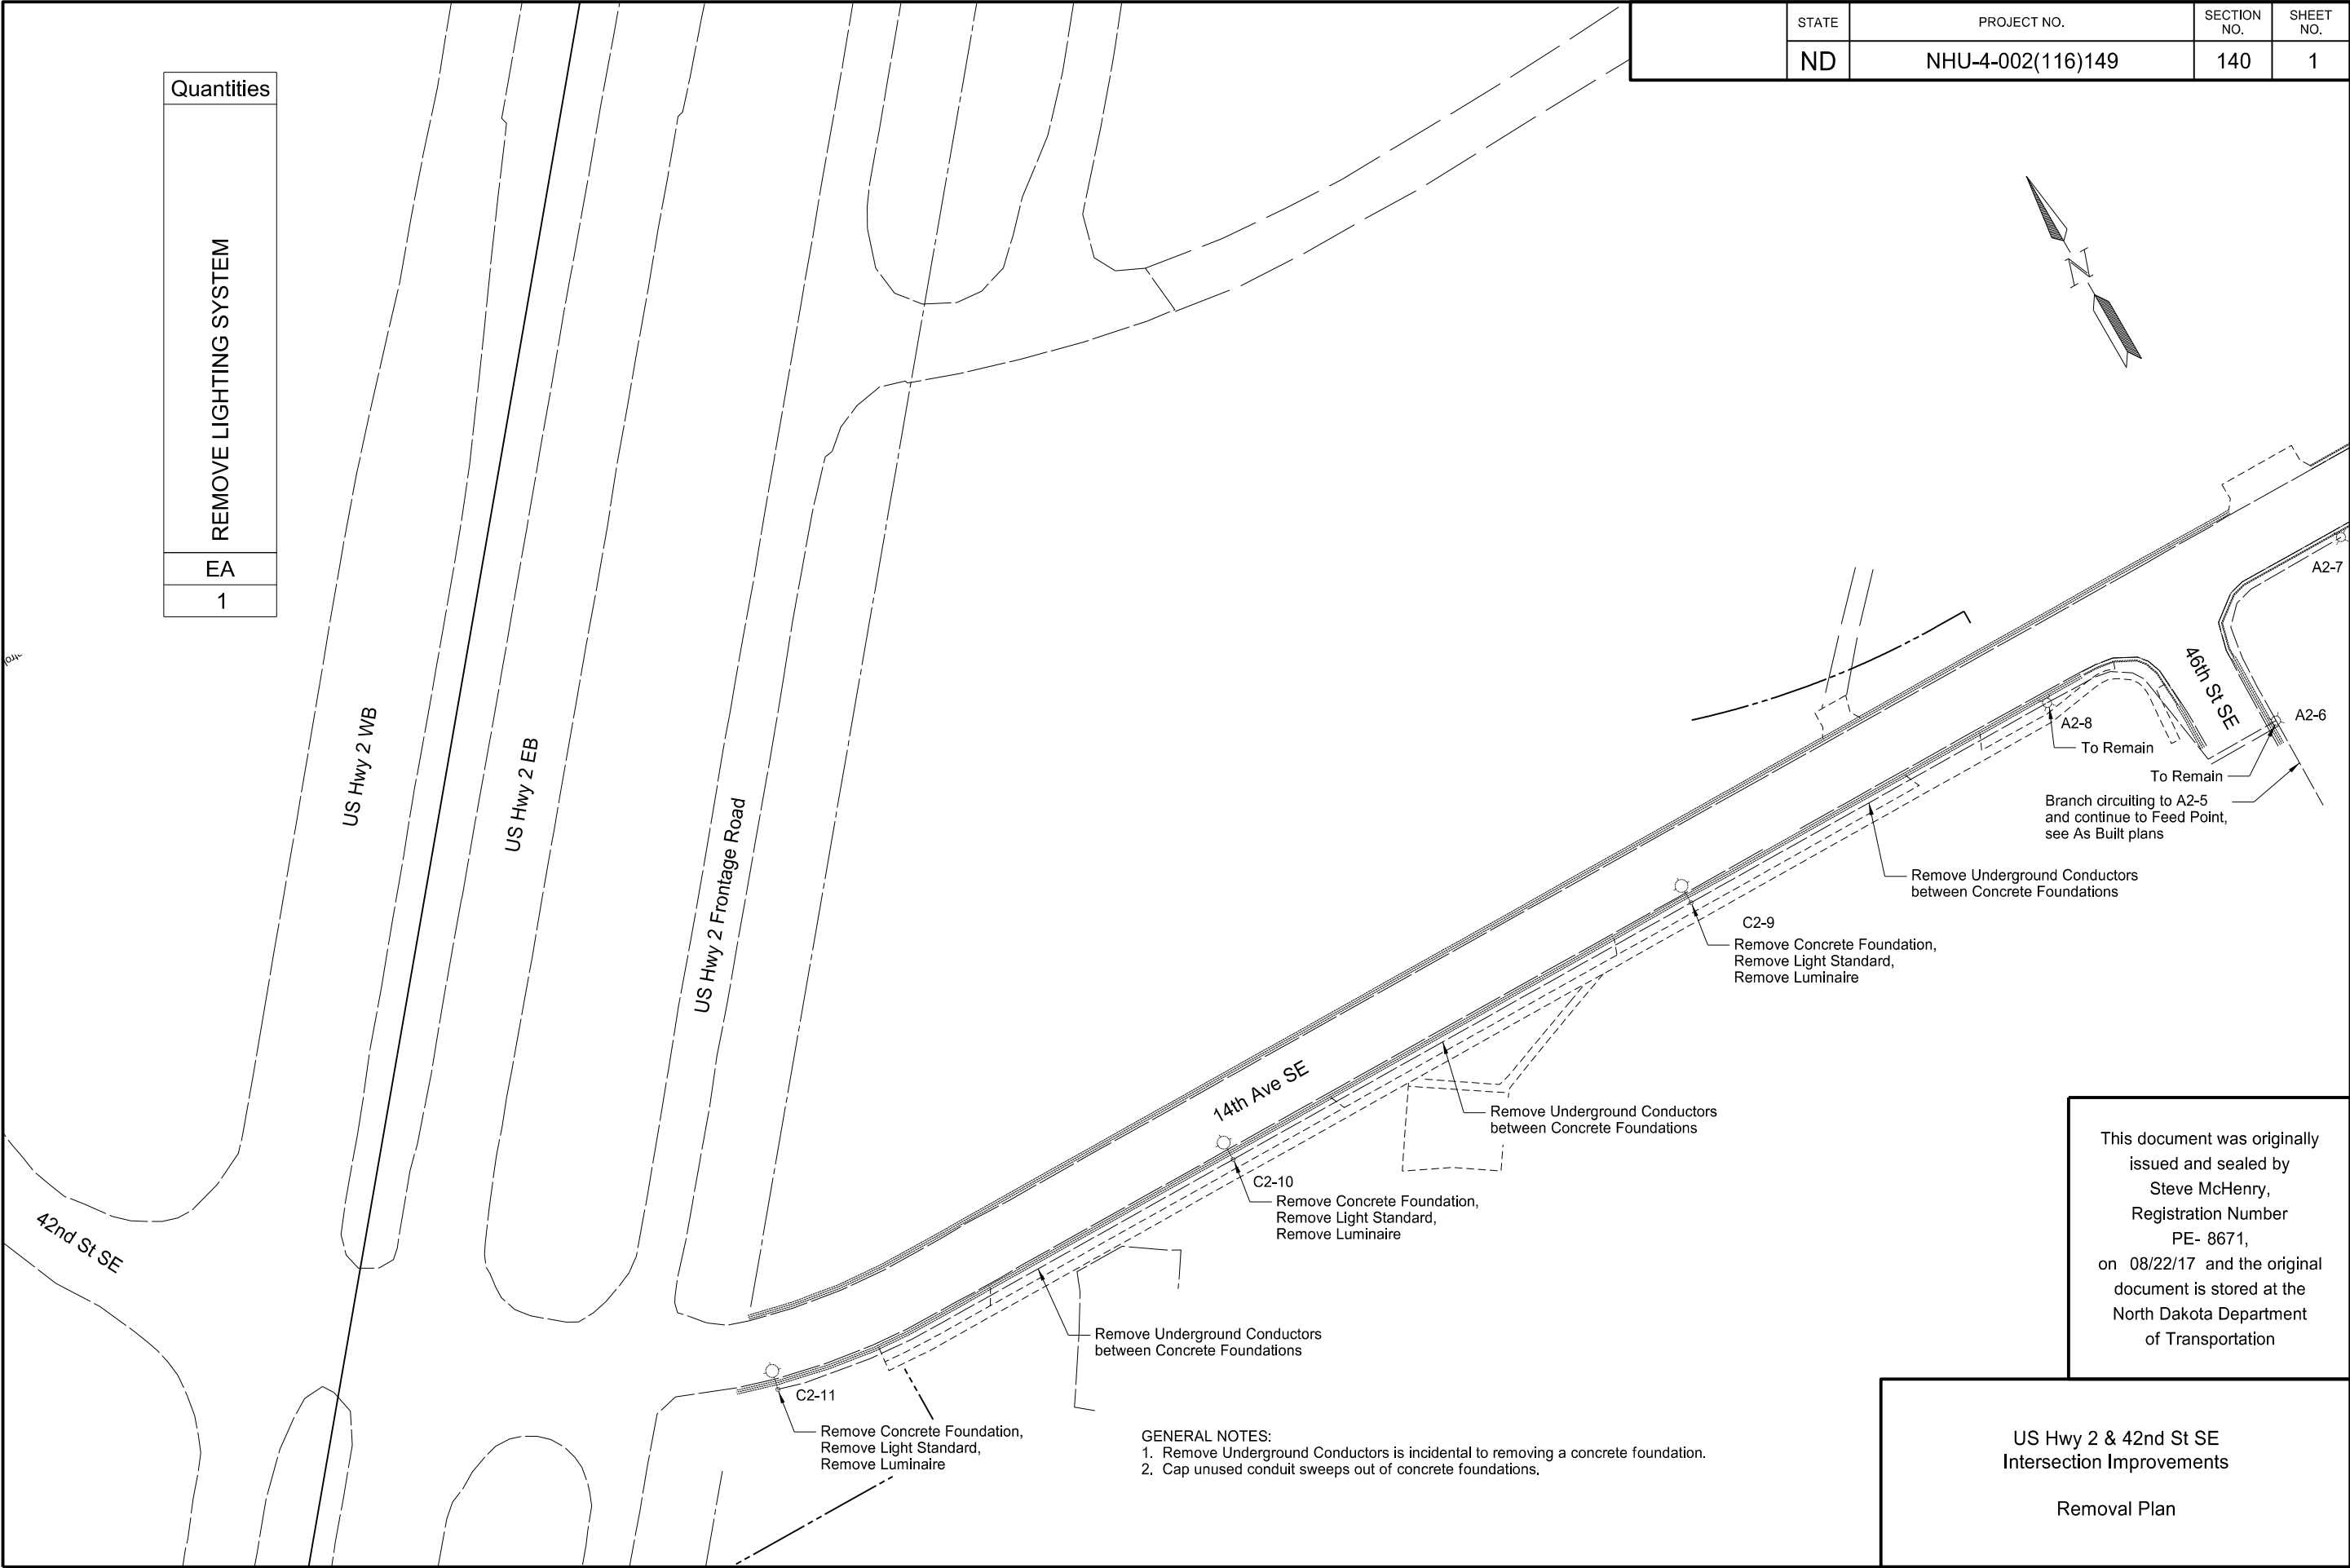 STATE
PROJECT NO.
SECTION
NO.
SHEET
NO.
ND
NHU-4-002(116)149
140
1
Quantities
REMOVE LIGHTING SYSTEM
EA
1
N
US Hwy 2 WB
US Hwy 2 EB
US Hwy 2 Frontage Road
42nd St SE
14th Ave SE
46th St SE
A2-7
A2-6
A2-8
To Remain
To Remain
Branch circuiting to A2-5
and continue to Feed Point,
see As Built plans
Remove Underground Conductors
between Concrete Foundations
C2-9
Remove Concrete Foundation,
Remove Light Standard,
Remove Luminaire
Remove Underground Conductors
between Concrete Foundations
C2-10
Remove Concrete Foundation,
Remove Light Standard,
Remove Luminaire
Remove Underground Conductors
between Concrete Foundations
C2-11
Remove Concrete Foundation,
Remove Light Standard,
Remove Luminaire
GENERAL NOTES:
1. Remove Underground Conductors is incidental to removing a concrete foundation.
2. Cap unused conduit sweeps out of concrete foundations.
This document was originally
issued and sealed by
Steve McHenry,
Registration Number
PE- 8671,
on 08/22/17 and the original
document is stored at the
North Dakota Department
of Transportation
US Hwy 2 & 42nd St SE
Intersection Improvements
Removal Plan